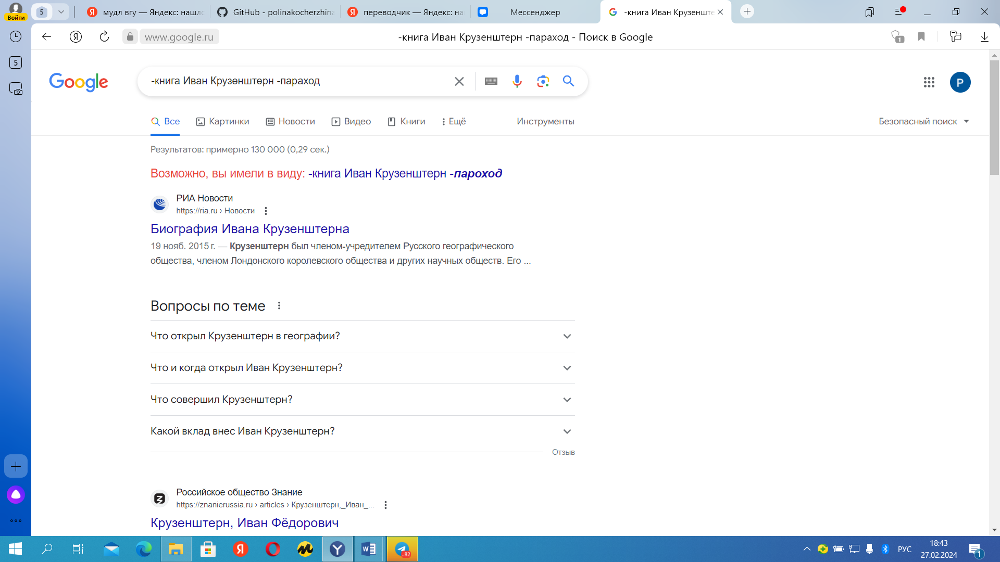 Войти
5
мудл вгу — Яндекс: нашло
GitHub - polinakocherzhina
переводчик — Яндекс: на
Мессенджер
-книга Иван Крузенште
www.google.ru
-книга Иван Крузенштерн -параход - Поиск в Google
1
5
Google
-книга Иван Крузенштерн -параход
P
Все
Картинки
Новости
Видео
Книги
Ещё
Инструменты
Безопасный поиск
Результатов: примерно 130 000 (0,29 сек.)
Возможно, вы имели в виду: -книга Иван Крузенштерн -пароход
РИА Новости
https://ria.ru › Новости
Биография Ивана Крузенштерна
19 нояб. 2015 г. — Крузенштерн был членом-учредителем Русского географического
общества, членом Лондонского королевского общества и других научных обществ. Его ...
Вопросы по теме
Что открыл Крузенштерн в географии?
Что и когда открыл Иван Крузенштерн?
Что совершил Крузенштерн?
Какой вклад внес Иван Крузенштерн?
Отзыв
Российское общество Знание
https://znanierussia.ru › articles › Крузенштерн,_Иван_...
Крузенштерн, Иван Фёдорович
..82
РУС
18:43
27.02.2024
1